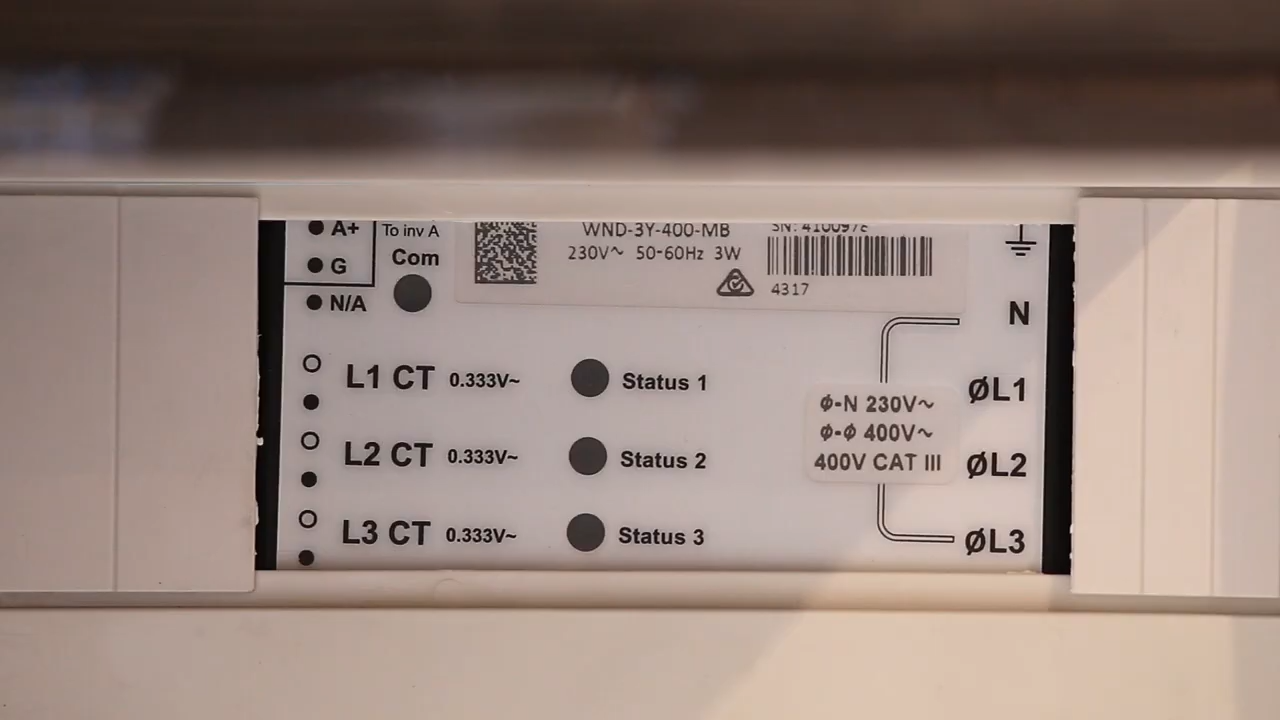 A+
G
N/A
To inv A
Com
WND-3Y-400-MB
230V~ 50-60Hz 3W
4317
L1 CT 0.333V~
L2 CT 0.333V~
L3 CT 0.333V~
Status 1
Status 2
Status 3
N
Φ-N 230V~
Φ-Φ 400V~
400V CAT III
ØL1
ØL2
ØL3